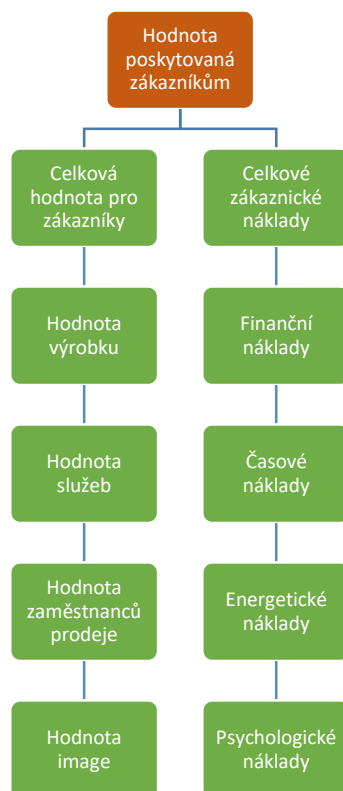 Hodnota
poskytovaná
zákazníkům
Celková
hodnota pro
zákazníky
Celkové
zákaznické
náklady
Hodnota
výrobku
Finanční
náklady
Hodnota
služeb
Časové
náklady
Hodnota
zaměstnanců
prodeje
Energetické
náklady
Hodnota
image
Psychologické
náklady